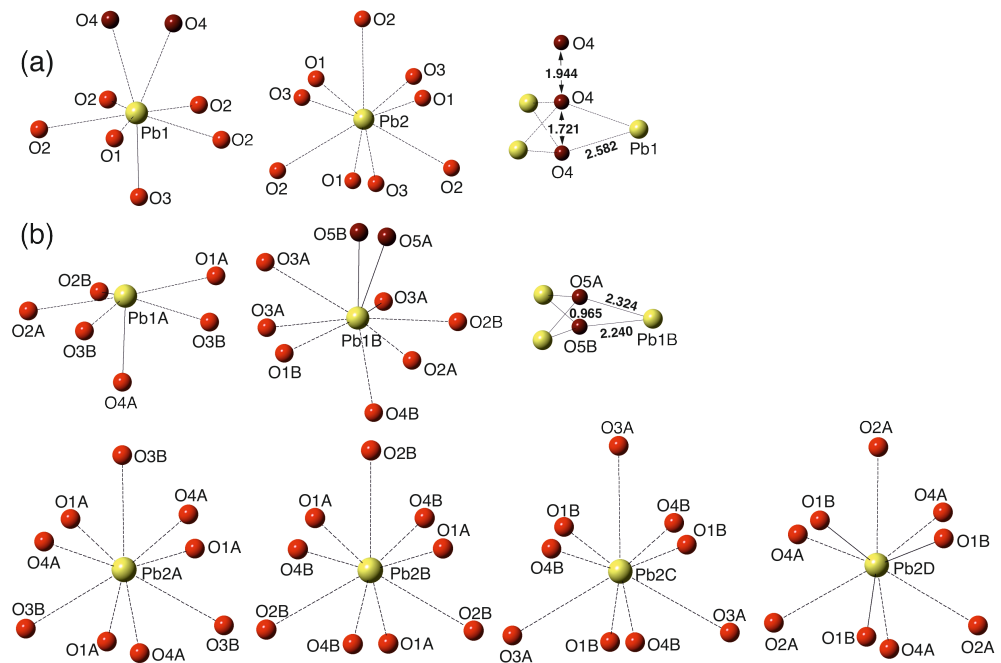 (a)
O4 O4
O2 O2
O2 Pb1 O2
O1
O3
O2
O1 O3
O3 O1
Pb2
O2 O2
O1 O3
O4
1.944
O4
1.721
Pb1
2.582
O4
(b)
O1A
O2B
Pb1A
O2A O3B
O3B
O4A
O5B O5A
O3A
O3A
O3A O2B
Pb1B
O1B O2A
O4B
O5A
2.324
0.965
2.240 Pb1B
O5B
O3B
O1A O4A
O4A O1A
Pb2A
O3B O3B
O1A O4A
O2B
O1A O4B
O4B O1A
Pb2B
O2B O2B
O4B O1A
O3A
O1B O4B
O4B O1B
Pb2C
O3A O3A
O1B O4B
O2A
O1B O4A
O4A O1B
Pb2D
O2A O2A
O1B O4A